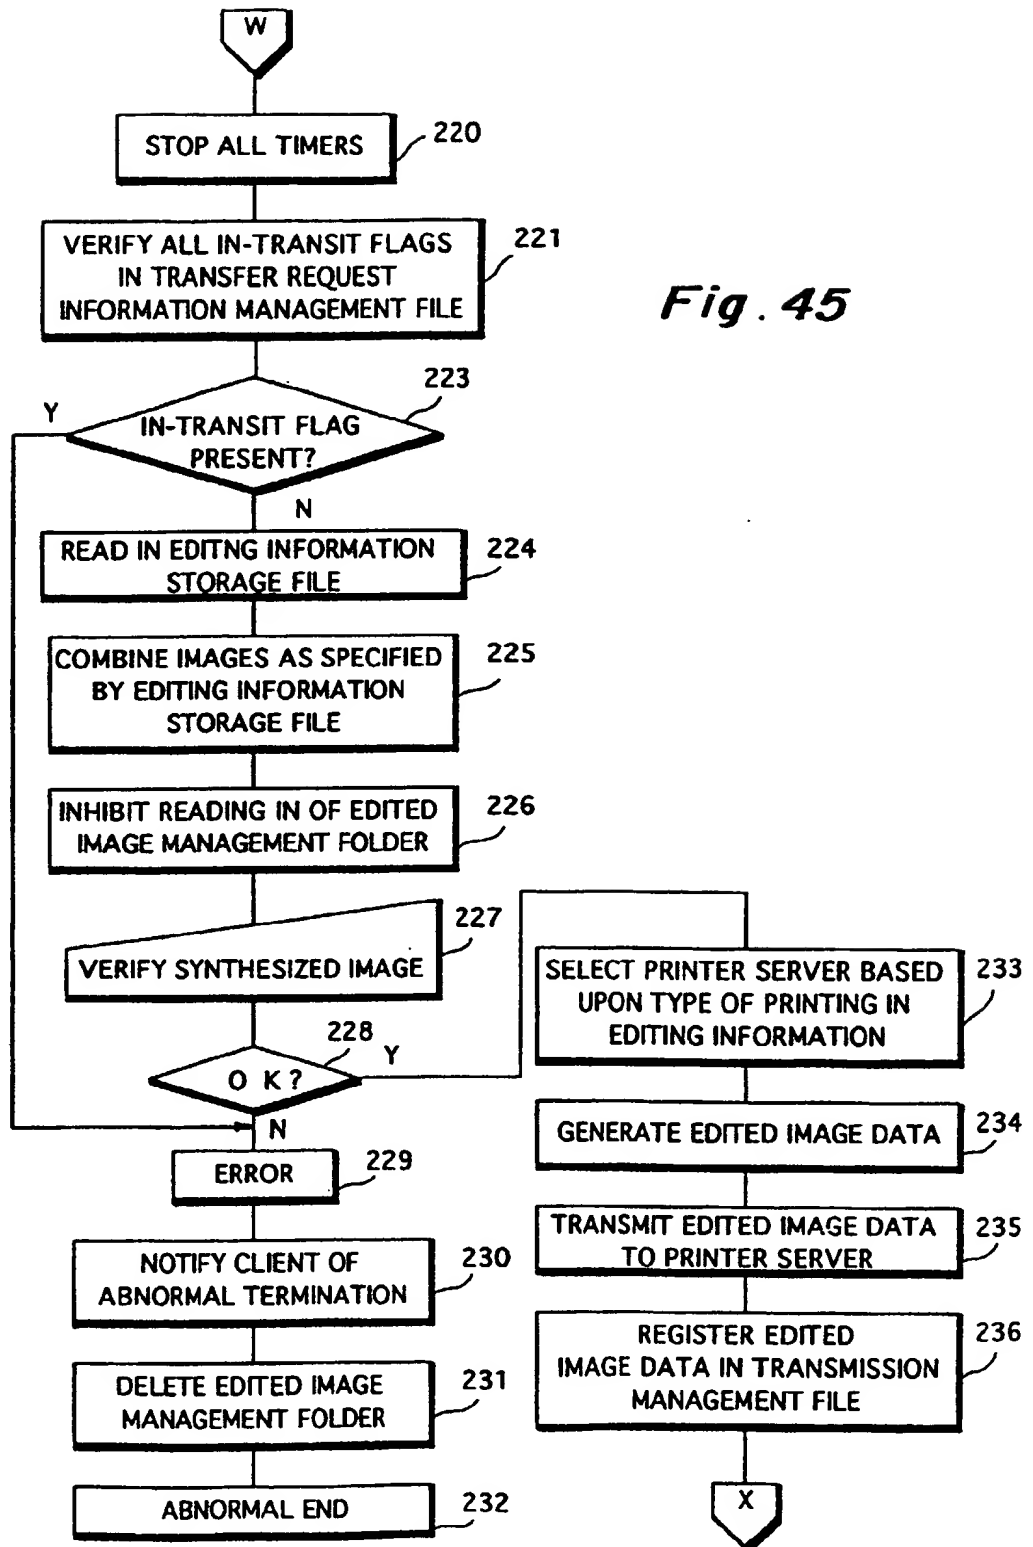 W
STOP ALL TIMERS
220
VERIFY ALL IN-TRANSIT FLAGS
IN TRANSFER REQUEST
INFORMATION MANAGEMENT FILE
221
Fig. 45
IN-TRANSIT FLAG
PRESENT?
223
Y
N
READ IN EDITNG INFORMATION
STORAGE FILE
224
COMBINE IMAGES AS SPECIFIED
BY EDITING INFORMATION
STORAGE FILE
225
INHIBIT READING IN OF EDITED
IMAGE MANAGEMENT FOLDER
226
VERIFY SYNTHESIZED IMAGE
227
O K?
228
Y
N
ERROR
229
NOTIFY CLIENT OF
ABNORMAL TERMINATION
230
DELETE EDITED IMAGE
MANAGEMENT FOLDER
231
ABNORMAL END
232
SELECT PRINTER SERVER BASED
UPON TYPE OF PRINTING IN
EDITING INFORMATION
233
GENERATE EDITED IMAGE DATA
234
TRANSMIT EDITED IMAGE DATA
TO PRINTER SERVER
235
REGISTER EDITED
IMAGE DATA IN TRANSMISSION
MANAGEMENT FILE
236
X